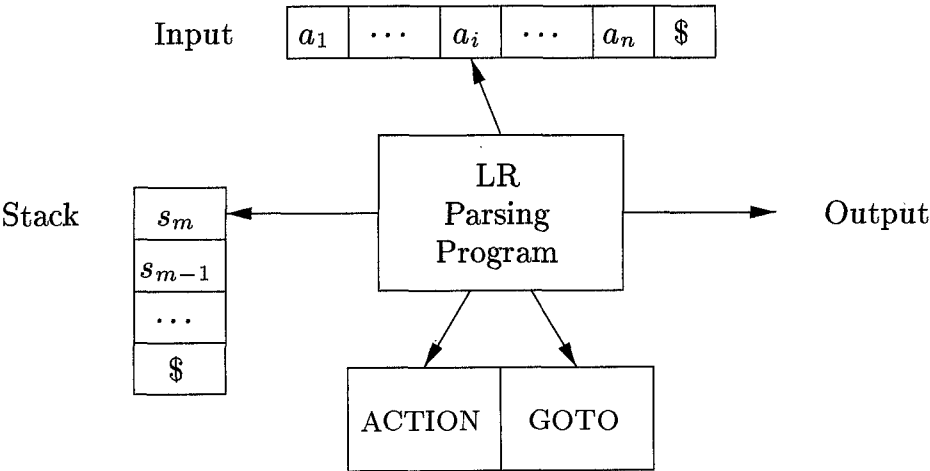 Input a₁ ··· aᵢ ··· aₙ $
LR
Parsing
Program
Stack
Output
sₘ
sₘ₋₁
···
$
ACTION GOTO